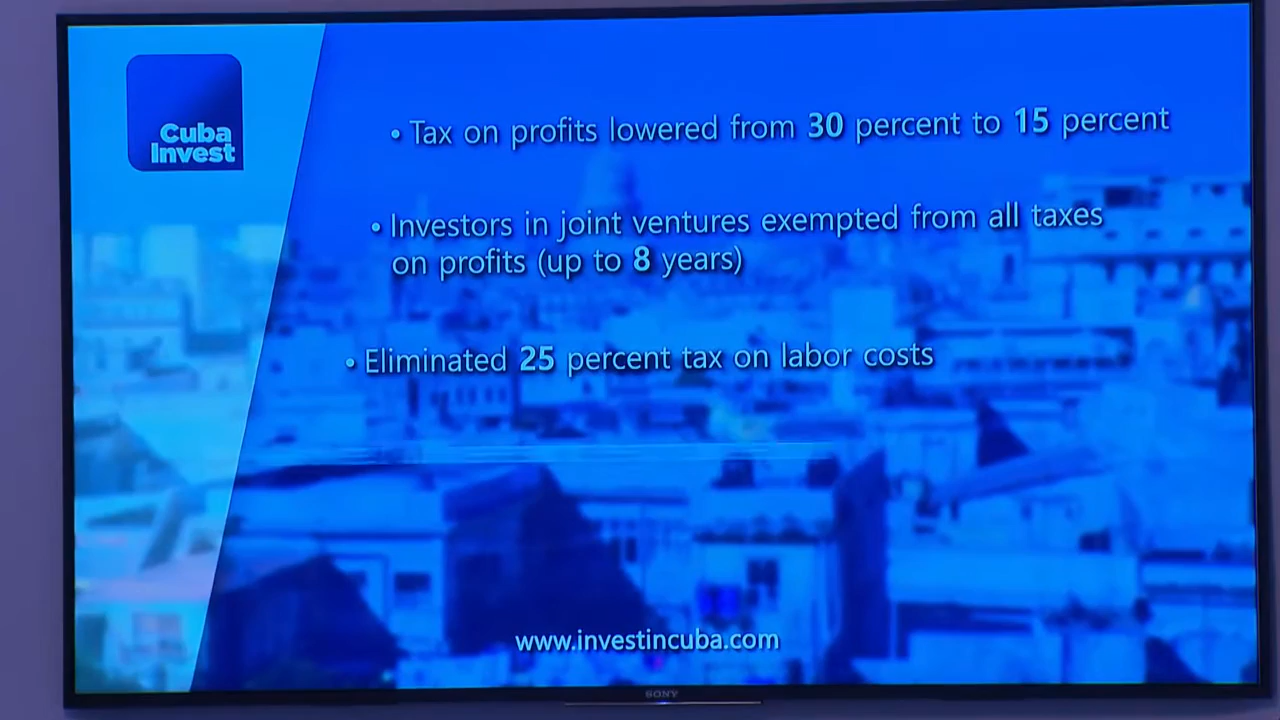 Cuba
Invest
• Tax on profits lowered from 30 percent to 15 percent
• Investors in joint ventures exempted from all taxes
on profits (up to 8 years)
• Eliminated 25 percent tax on labor costs
www.investincuba.com
SONY